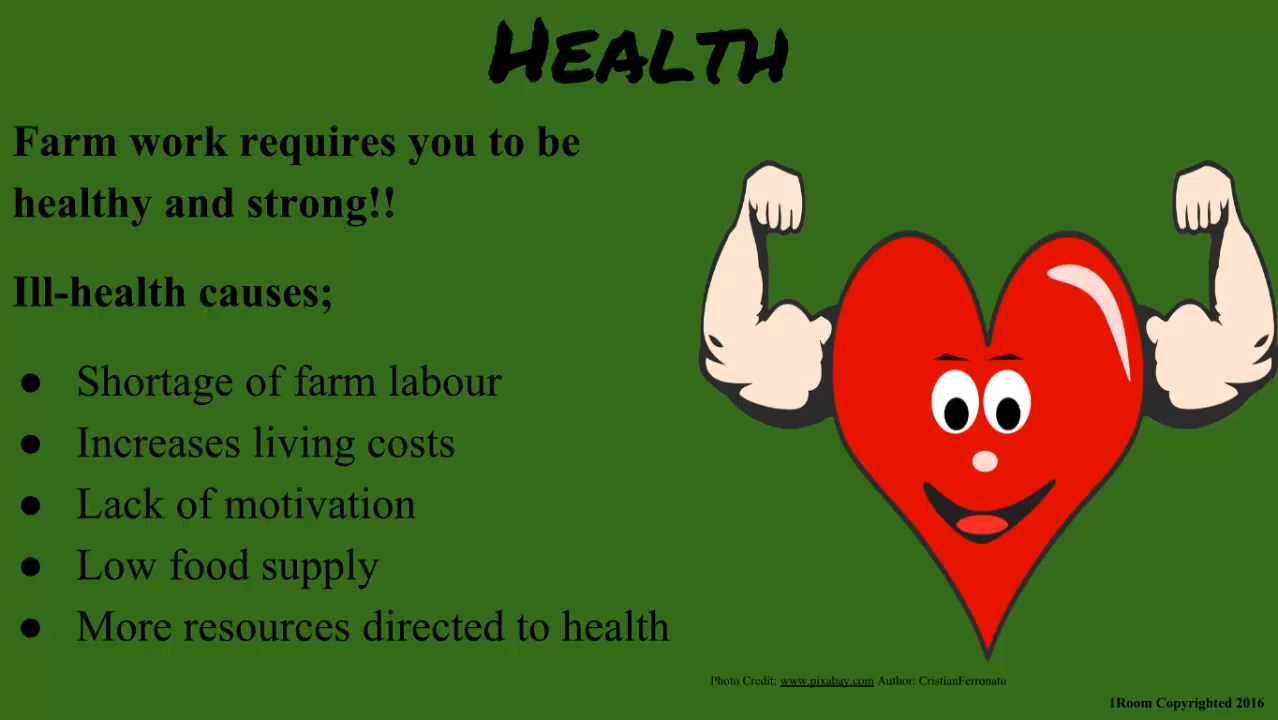 HEALTH
Farm work requires you to be
healthy and strong!!
Ill-health causes;
● Shortage of farm labour
● Increases living costs
● Lack of motivation
● Low food supply
● More resources directed to health
Photo Credit: www.pixabay.com Author: CristianFerronato
1Room Copyrighted 2016